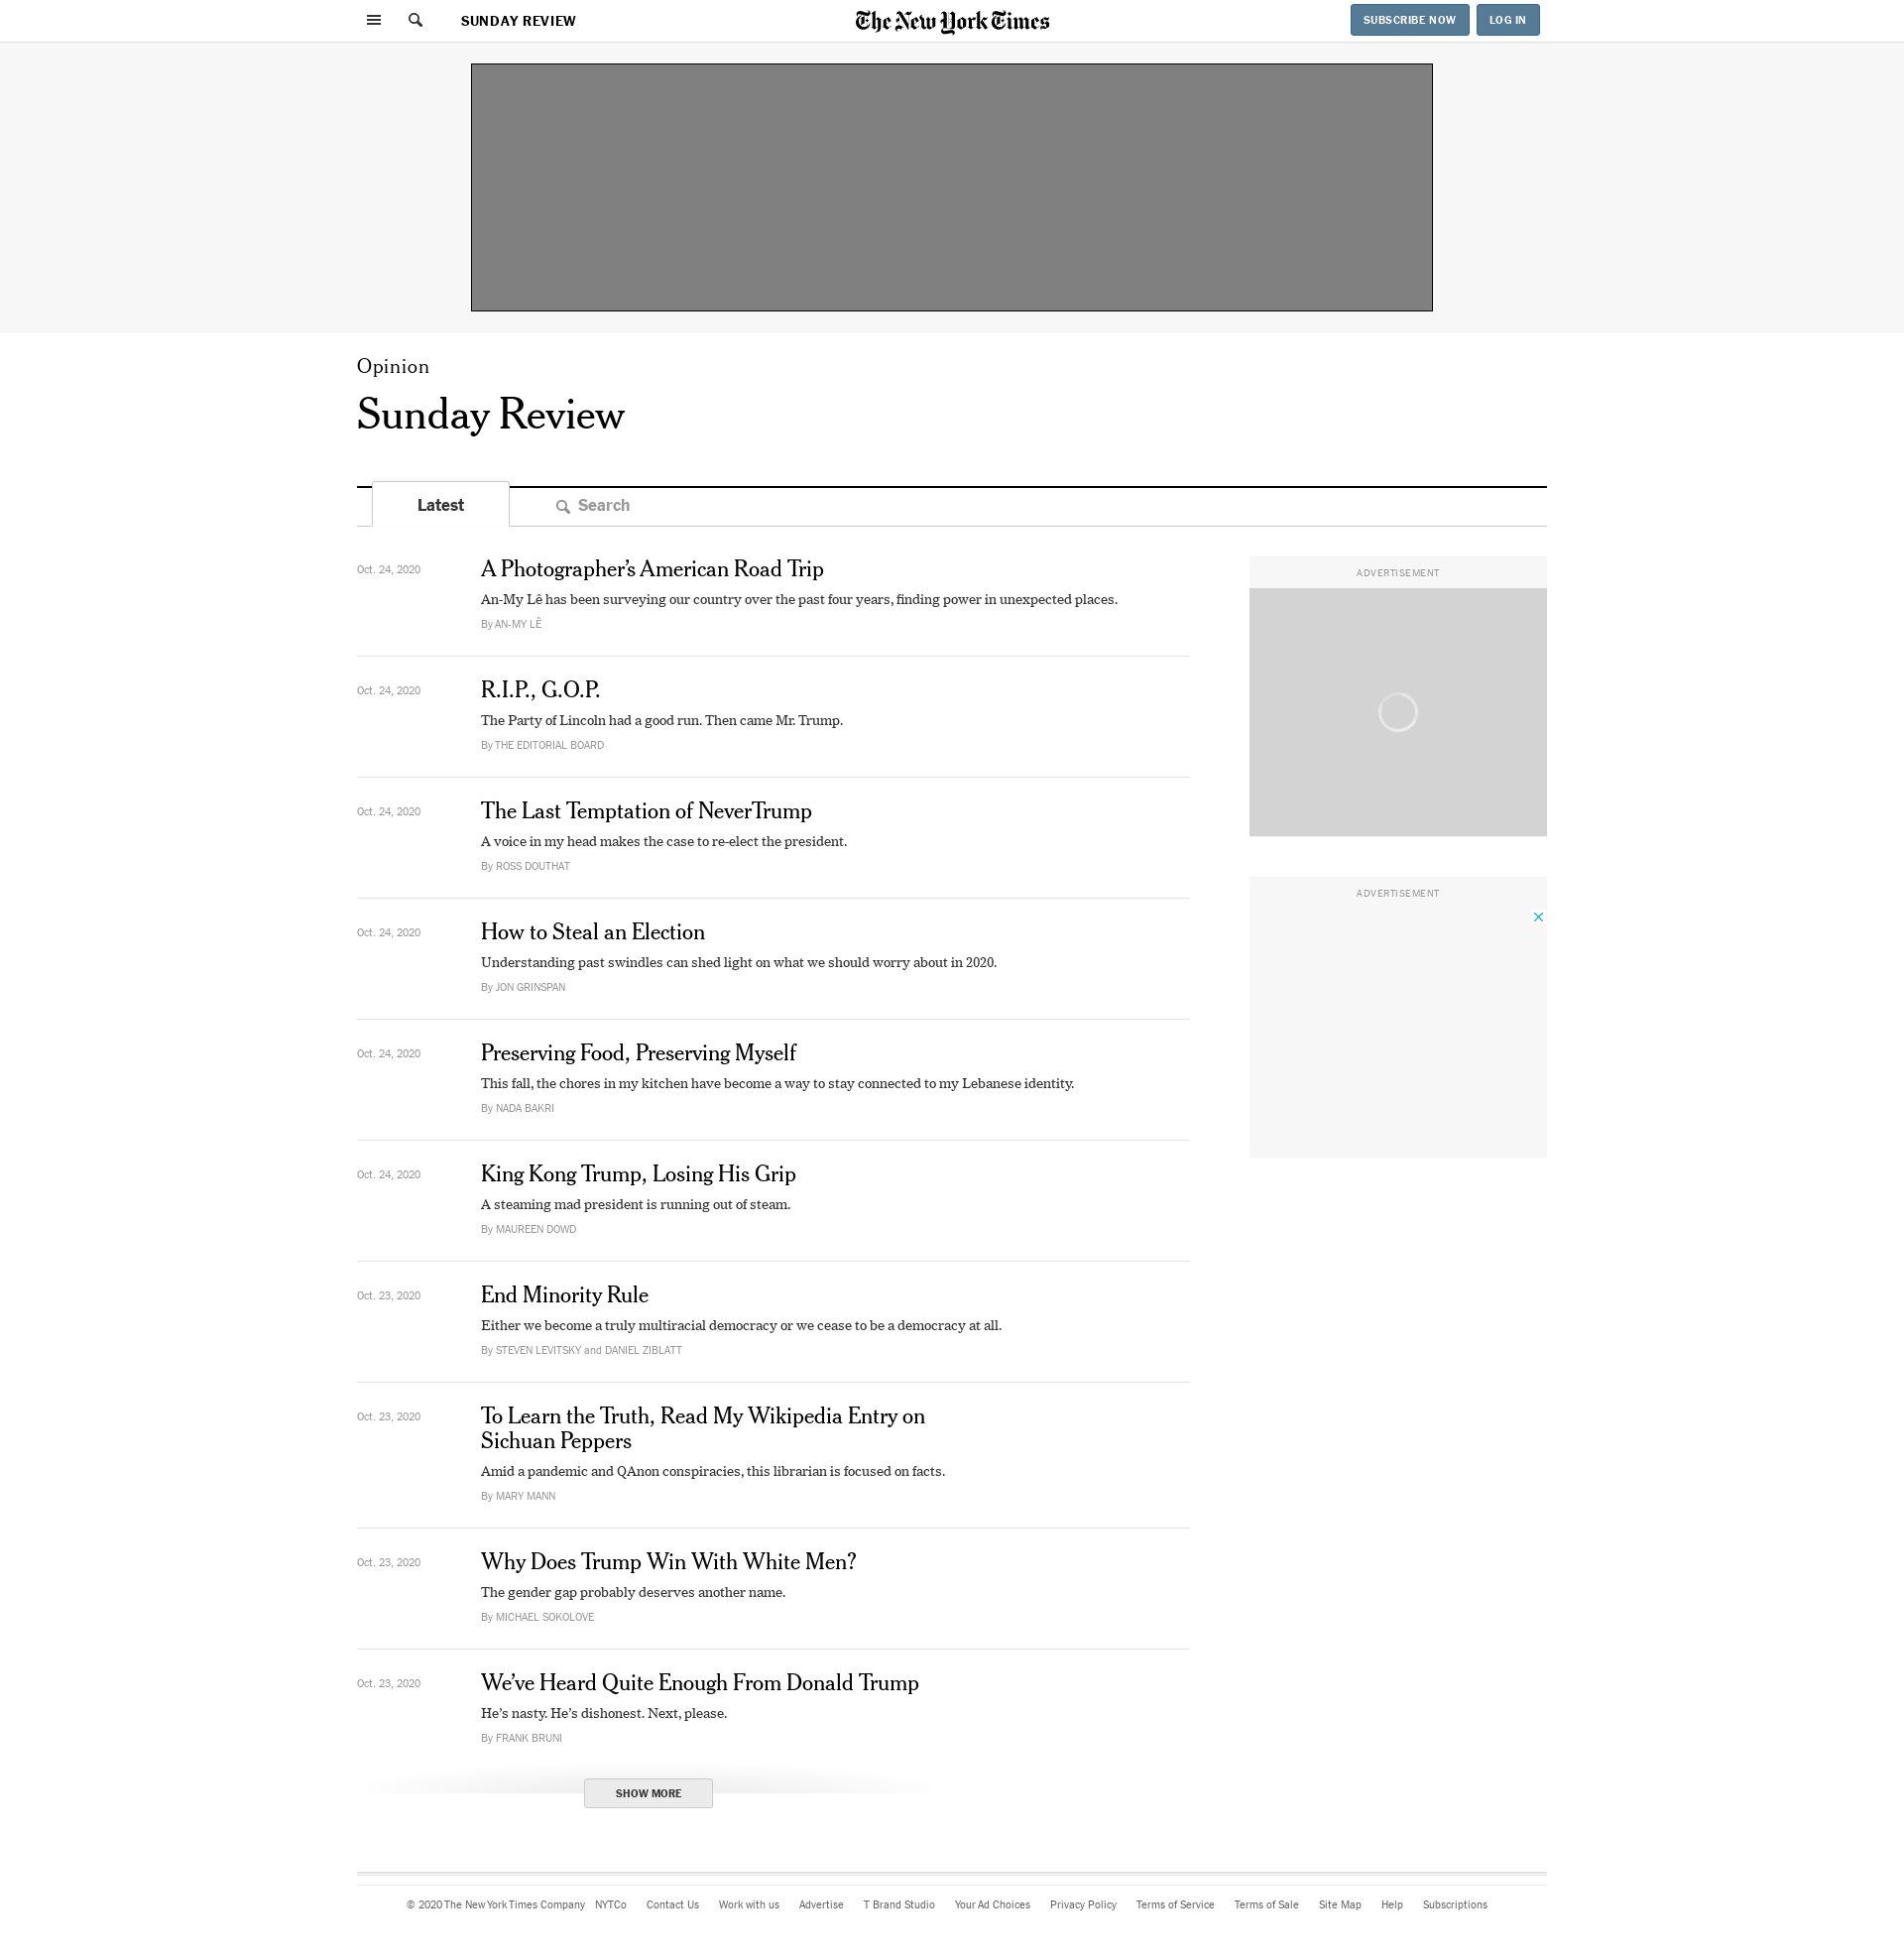 SUNDAY REVIEW
The New York Times
SUBSCRIBE NOW
LOG IN
Opinion
Sunday Review
Latest
Search
Oct. 24, 2020
A Photographer’s American Road Trip
An-My Lê has been surveying our country over the past four years, finding power in unexpected places.
By AN-MY LÊ
Oct. 24, 2020
R.I.P., G.O.P.
The Party of Lincoln had a good run. Then came Mr. Trump.
By THE EDITORIAL BOARD
Oct. 24, 2020
The Last Temptation of NeverTrump
A voice in my head makes the case to re-elect the president.
By ROSS DOUTHAT
Oct. 24, 2020
How to Steal an Election
Understanding past swindles can shed light on what we should worry about in 2020.
By JON GRINSPAN
Oct. 24, 2020
Preserving Food, Preserving Myself
This fall, the chores in my kitchen have become a way to stay connected to my Lebanese identity.
By NADA BAKRI
Oct. 24, 2020
King Kong Trump, Losing His Grip
A steaming mad president is running out of steam.
By MAUREEN DOWD
Oct. 23, 2020
End Minority Rule
Either we become a truly multiracial democracy or we cease to be a democracy at all.
By STEVEN LEVITSKY and DANIEL ZIBLATT
Oct. 23, 2020
To Learn the Truth, Read My Wikipedia Entry on
Sichuan Peppers
Amid a pandemic and QAnon conspiracies, this librarian is focused on facts.
By MARY MANN
Oct. 23, 2020
Why Does Trump Win With White Men?
The gender gap probably deserves another name.
By MICHAEL SOKOLOVE
Oct. 23, 2020
We’ve Heard Quite Enough From Donald Trump
He’s nasty. He’s dishonest. Next, please.
By FRANK BRUNI
SHOW MORE
ADVERTISEMENT
ADVERTISEMENT
© 2020 The New York Times Company NYTCo Contact Us Work with us Advertise T Brand Studio Your Ad Choices Privacy Policy Terms of Service Terms of Sale Site Map Help Subscriptions